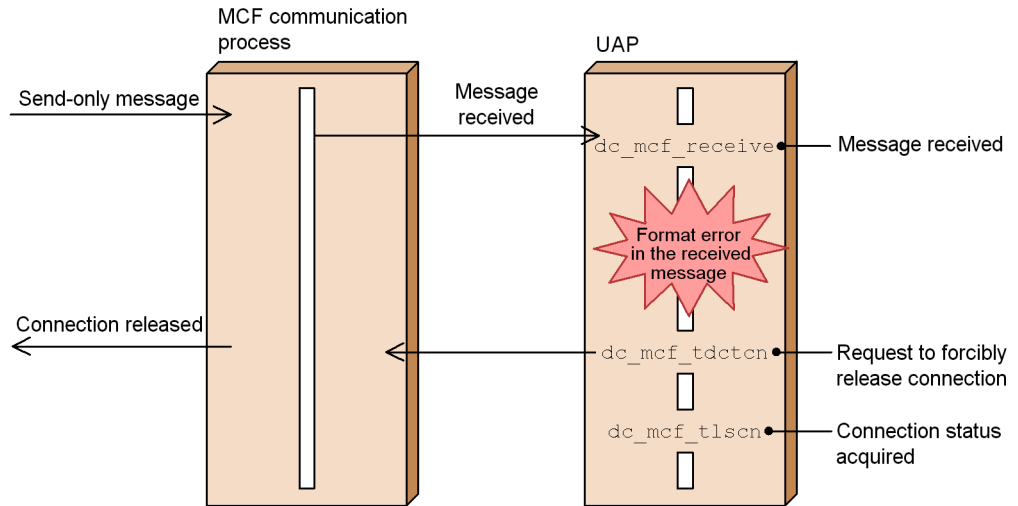 MCF communication
process
UAP
Send-only message
Message
received
dc_mcf_receive
Message received
Format error
in the received
message
Connection released
dc_mcf_tdctcn
Request to forcibly
release connection
dc_mcf_tlscn
Connection status
acquired